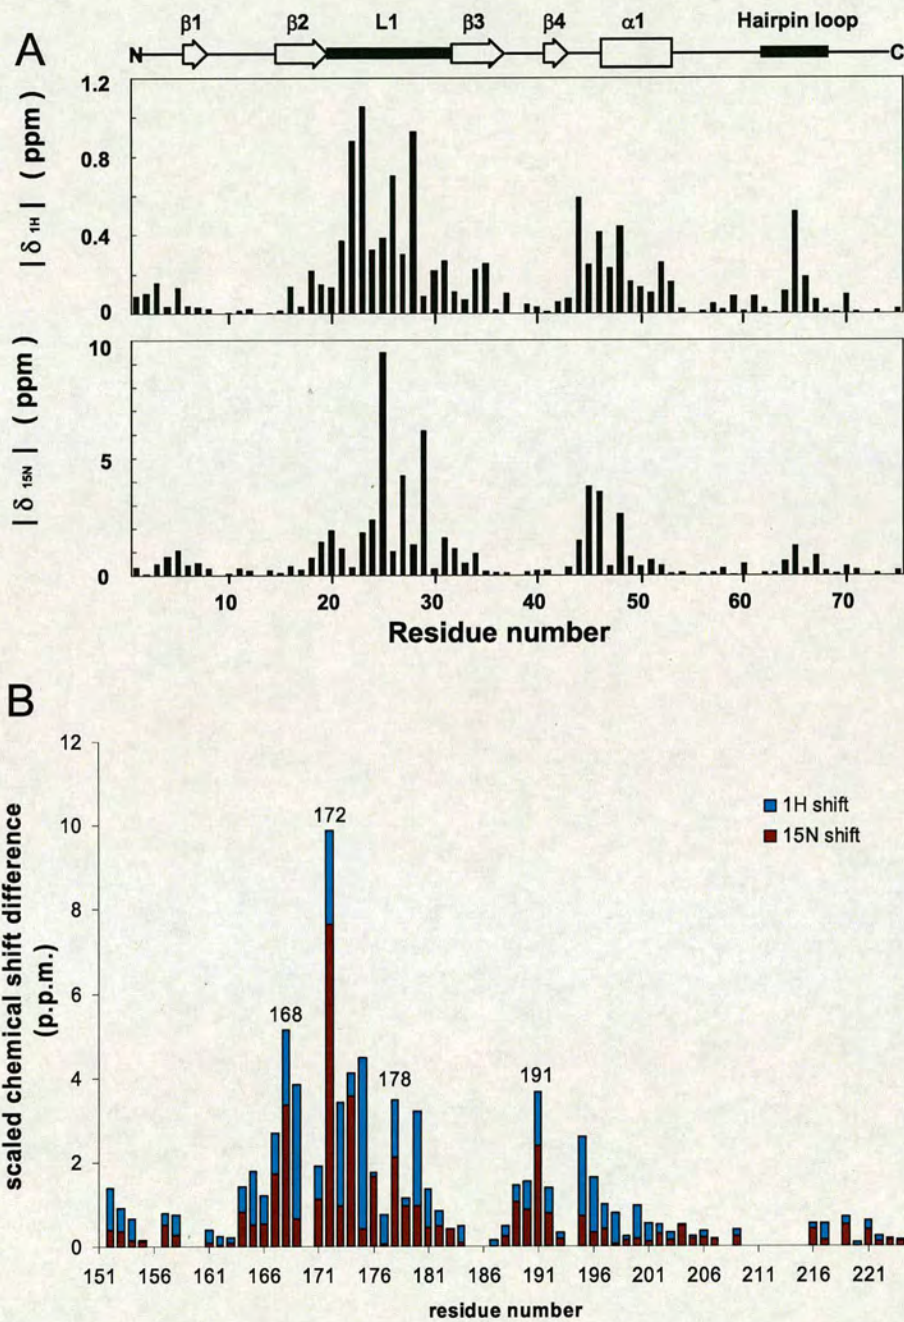 A
β1 β2 L1 β3 β4 α1 Hairpin loop
N C
| δ 1H | ( ppm )
1.2
0.8
0.4
0
| δ 15N | ( ppm )
10
5
0
10 20 30 40 50 60 70
Residue number
B
scaled chemical shift difference
(p.p.m.)
12
10
8
6
4
2
0
168
172
178
191
1H shift
15N shift
151 156 161 166 171 176 181 186 191 196 201 206 211 216 221
residue number